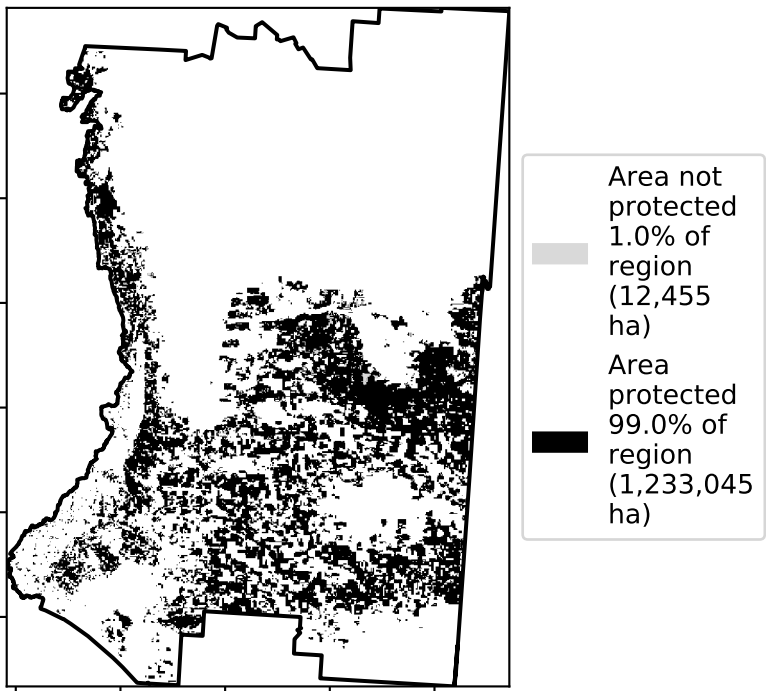 Area not
protected
1.0% of
region
(12,455
ha)
Area
protected
99.0% of
region
(1,233,045
ha)